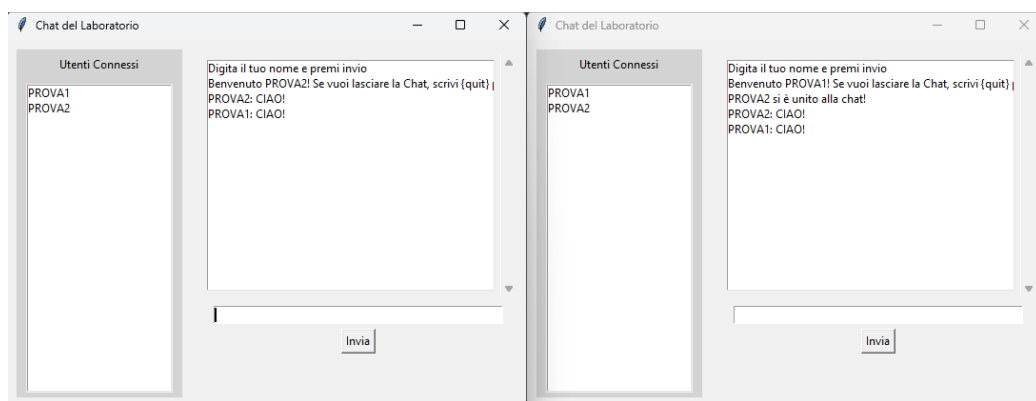 Chat del Laboratorio
Utenti Connessi
PROVA1
PROVA2
Digita il tuo nome e premi invio
Benvenuto PROVA2! Se vuoi lasciare la Chat, scrivi {quit} p
PROVA2: CIAO!
PROVA1: CIAO!
Invia
Chat del Laboratorio
Utenti Connessi
PROVA1
PROVA2
Digita il tuo nome e premi invio
Benvenuto PROVA1! Se vuoi lasciare la Chat, scrivi {quit} p
PROVA2 si è unito alla chat!
PROVA2: CIAO!
PROVA1: CIAO!
Invia